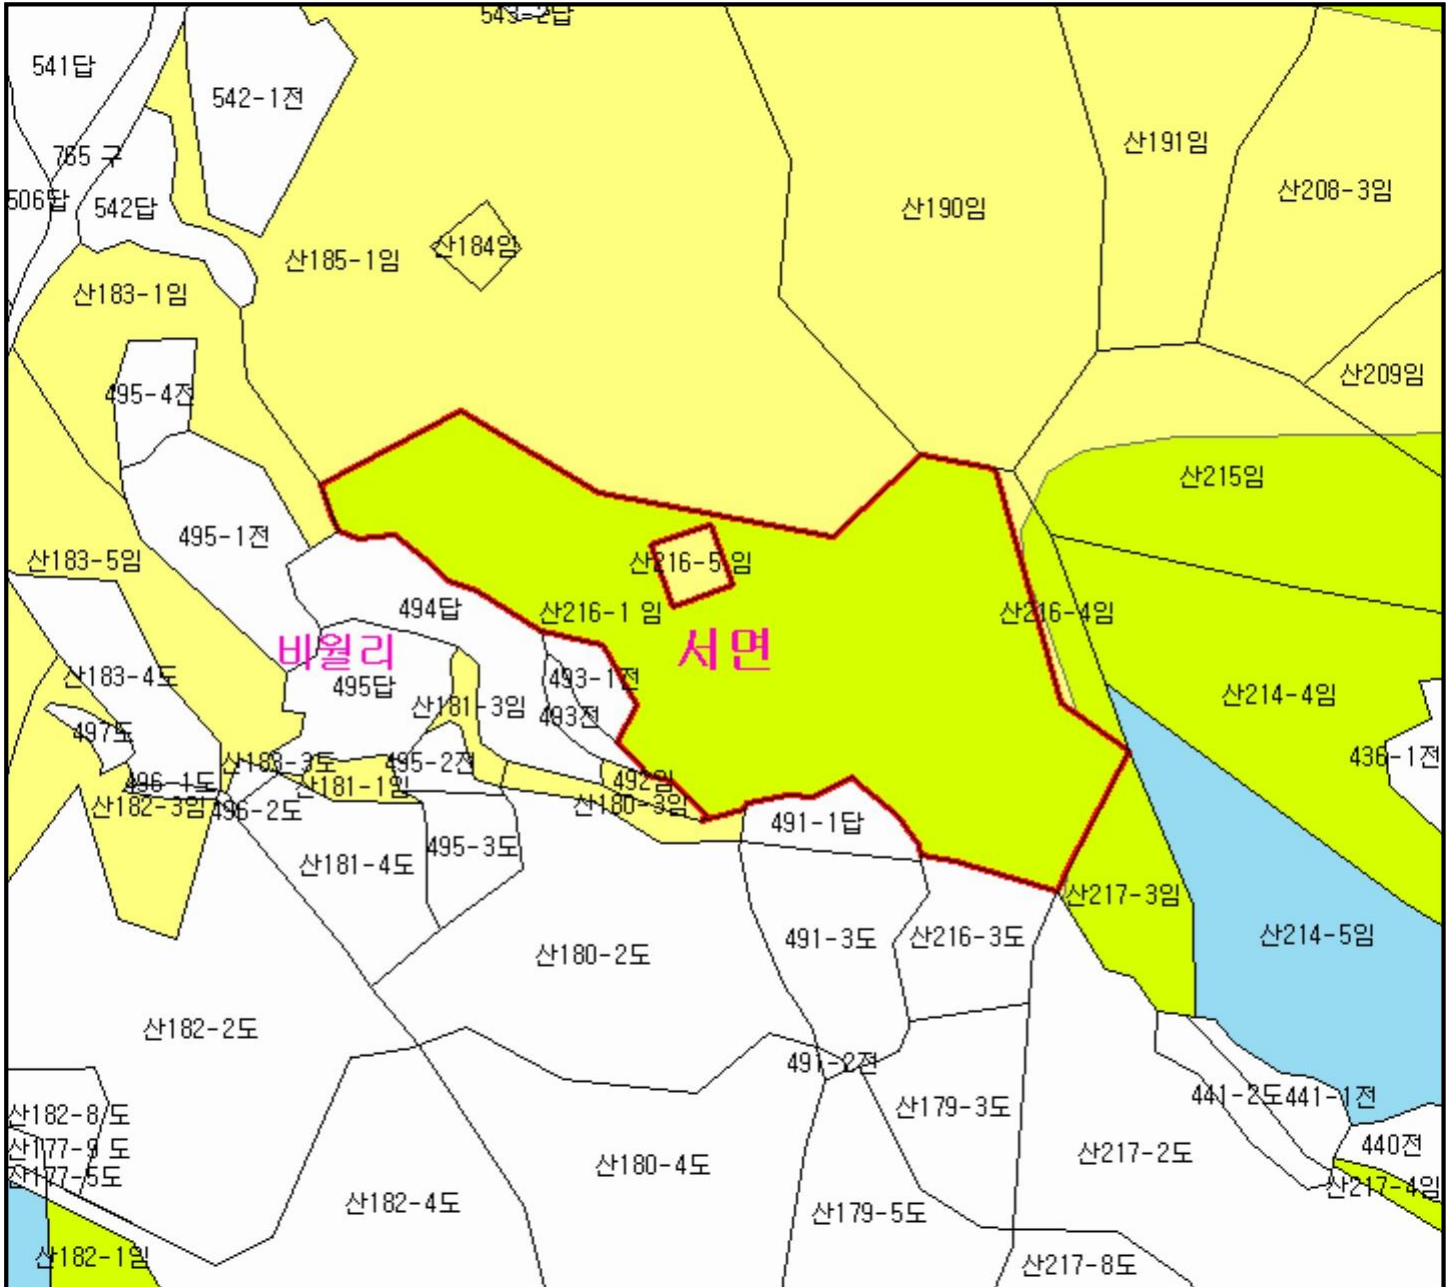 543-2답
541답
542-1전
산191임
765 구
산208-3임
506답
542답
산190임
산184임
산185-1임
산183-1임
산209임
495-4전
산215임
495-1전
산183-5임
산216-5 임
494답
산216-1 임
산216-4임
비월리
서면
산183-4도
493-1전
495답
산214-4임
산181-3임
493전
497도
436-1전
산183-3도
495-2전
496-1도
산181-1임
492임
산182-3임
496-2도
산180-3임
491-1답
495-3도
산181-4도
산217-3임
491-3도
산216-3도
산214-5임
산180-2도
산182-2도
491-2전
441-2도
441-1전
산179-3도
산182-8 도
산177-9 도
440전
산217-2도
산180-4도
산177-5도
산217-4임
산182-4도
산179-5도
산182-1임
산217-8도